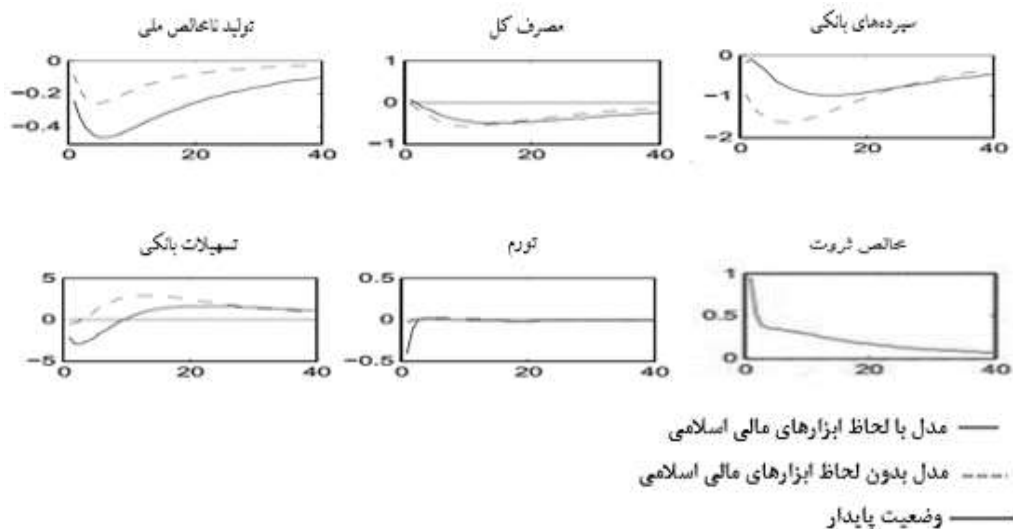 سپرده‌های بانکی
مصرف کل
تولید ناخالص ملی
0
-0.2
-0.4
0 20 40
1
0
-1
0 20 40
0
-1
-2
0 20 40
خالص ثروت
تورم
تسهیلات بانکی
5
0
-5
0 20 40
0.5
0
-0.5
0 20 40
1
0.5
0
0 20 40
مدل با لحاظ ابزارهای مالی اسلامی
مدل بدون لحاظ ابزارهای مالی اسلامی
وضعیت پایدار